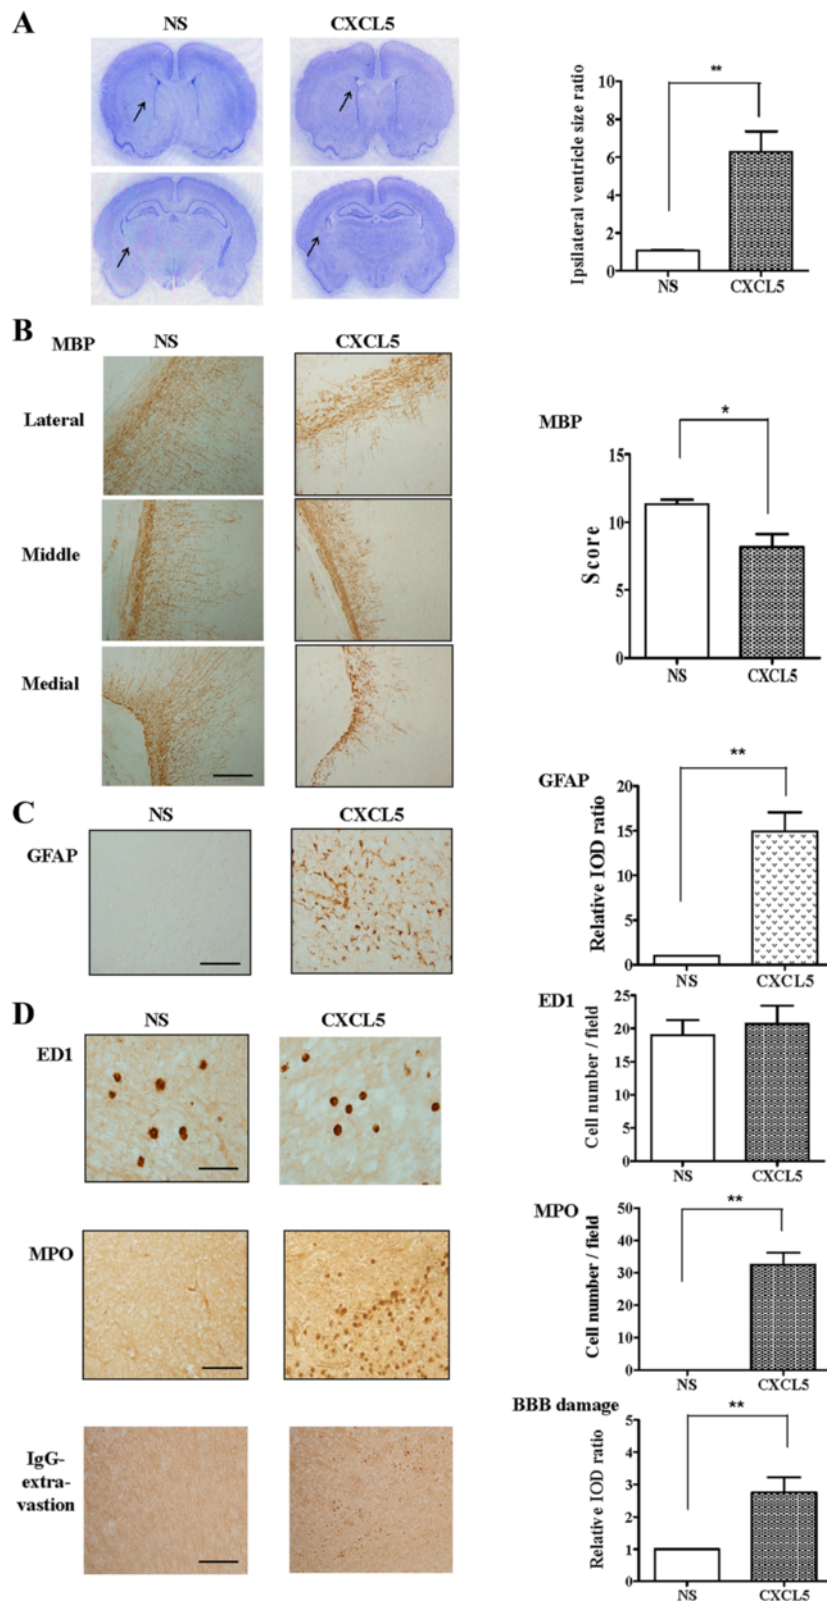 A
NS
CXCL5
**
Ipsilateral ventricle size ratio
10
8
6
4
2
0
NS
CXCL5
B
MBP
NS
CXCL5
Lateral
Middle
Medial
MBP
*
Score
15
10
5
0
NS
CXCL5
C
NS
CXCL5
GFAP
GFAP
**
Relative IOD ratio
20
15
10
5
0
NS
CXCL5
D
NS
CXCL5
ED1
ED1
Cell number / field
25
20
15
10
5
0
NS
CXCL5
MPO
MPO
**
Cell number / field
50
40
30
20
10
0
NS
CXCL5
IgG-
extra-
vastion
BBB damage
**
Relative IOD ratio
5
4
3
2
1
0
NS
CXCL5